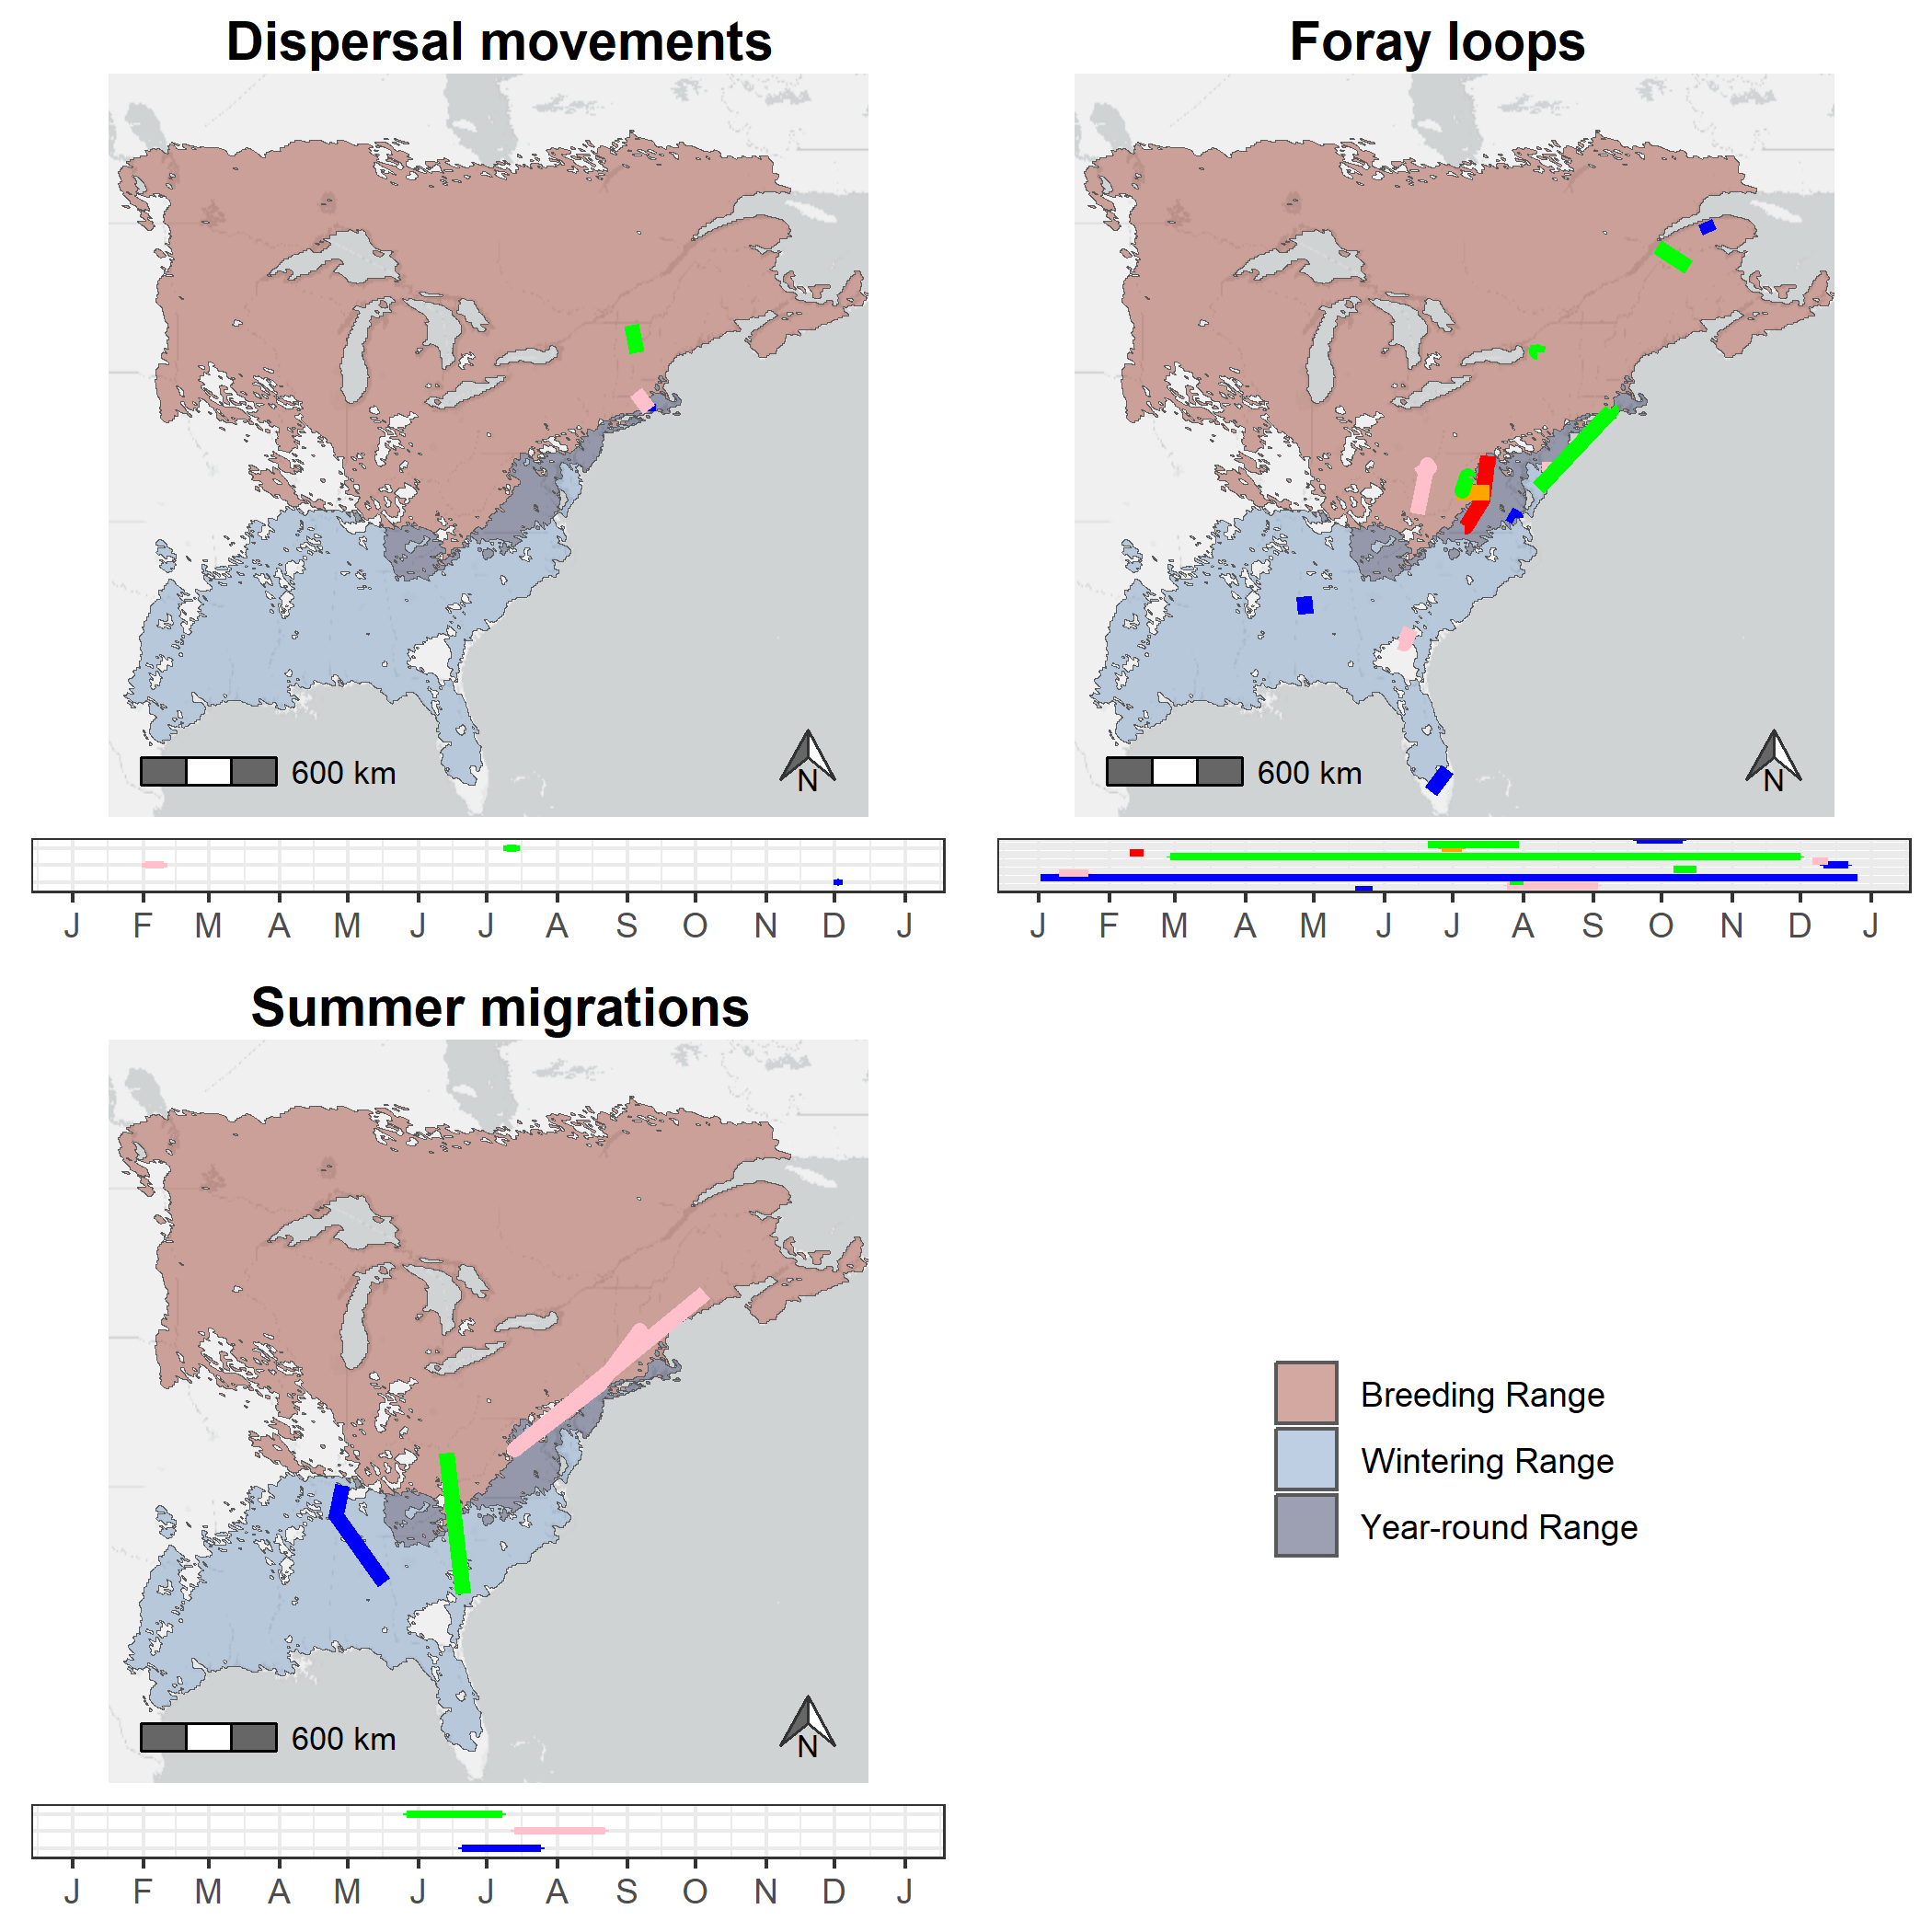 Dispersal movements
600 km
N
J F M A M J J A S O N D J
Foray loops
600 km
N
J F M A M J J A S O N D J
Summer migrations
600 km
N
J F M A M J J A S O N D J
Breeding Range
Wintering Range
Year-round Range